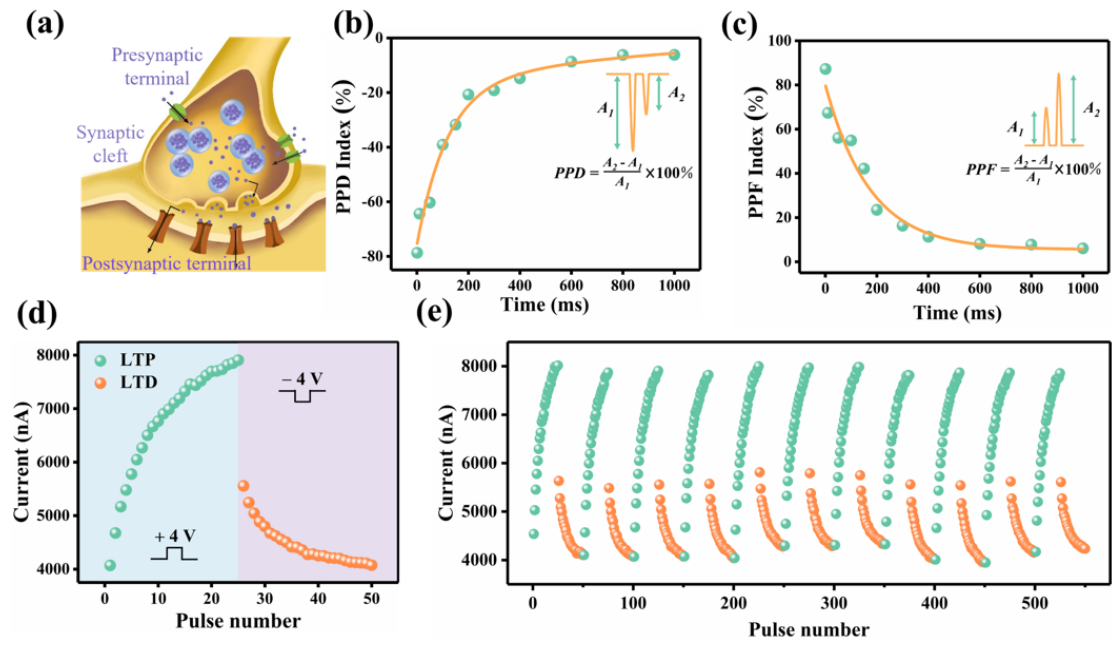 (a)
Presynaptic
terminal
Synaptic
cleft
Postsynaptic terminal
(b)
PPD Index (%)
0
-20
-40
-60
-80
0 200 400 600 800 1000
Time (ms)
A1
A2
PPD = A2 - A1 / A1 ×100%
(c)
PPF Index (%)
100
80
60
40
20
0
0 200 400 600 800 1000
Time (ms)
A1
A2
PPF = A2 - A1 / A1 ×100%
(d)
Current (nA)
8000
7000
6000
5000
4000
LTP
LTD
– 4 V
+ 4 V
0 10 20 30 40 50
Pulse number
(e)
Current (nA)
8000
7000
6000
5000
4000
0 100 200 300 400 500
Pulse number